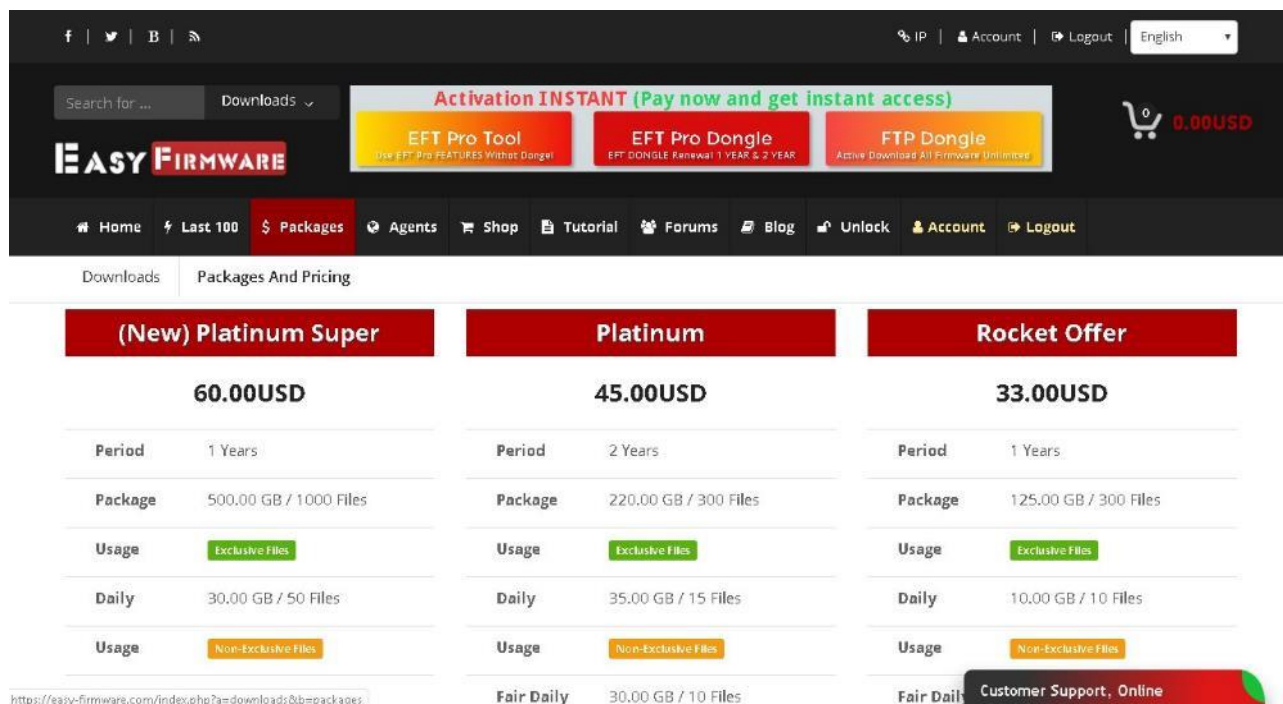 f | | B |
IP | Account | Logout | English
Search for ... Downloads
Activation INSTANT (Pay now and get instant access)
EFT Pro Tool
Use EFT Pro FEATURES Withot Dongel
EFT Pro Dongle
EFT DONGLE Renewal 1 YEAR & 2 YEAR
FTP Dongle
Active Download All Firmware Unlimited
0 0.00USD
EASY FIRMWARE
Home Last 100 $ Packages Agents Shop Tutorial Forums Blog Unlock Account Logout
Downloads Packages And Pricing
(New) Platinum Super
60.00USD
Period 1 Years
Package 500.00 GB / 1000 Files
Usage Exclusive Files
Daily 30.00 GB / 50 Files
Usage Non-Exclusive Files
Platinum
45.00USD
Period 2 Years
Package 220.00 GB / 300 Files
Usage Exclusive Files
Daily 35.00 GB / 15 Files
Usage Non-Exclusive Files
Fair Daily 30.00 GB / 10 Files
Rocket Offer
33.00USD
Period 1 Years
Package 125.00 GB / 300 Files
Usage Exclusive Files
Daily 10.00 GB / 10 Files
Usage Non-Exclusive Files
Fair Daily
Customer Support, Online
https://easy-firmware.com/index.php?a=downloads&b=packages